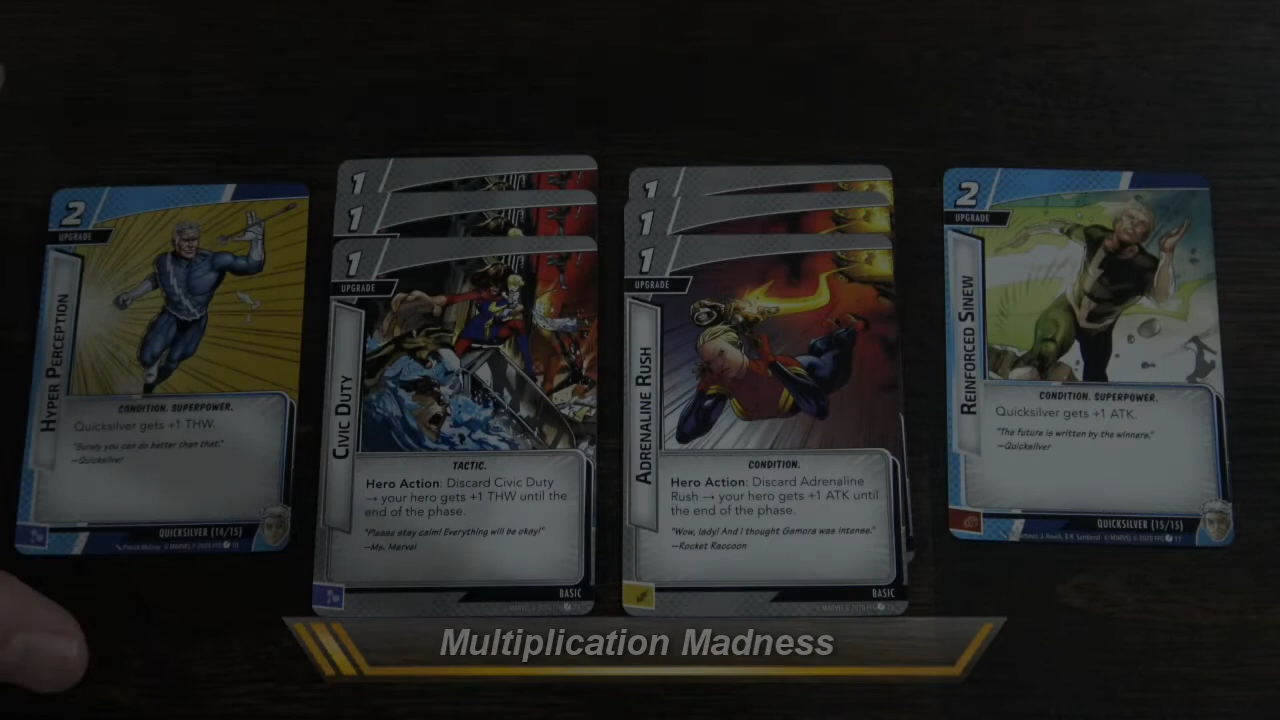 2
UPGRADE
HYPER PERCEPTION
CONDITION. SUPERPOWER.
Quicksilver gets +1 THW.
"Surely you can do better than that."
—Quicksilver
QUICKSILVER (14/15)
1
1
1
UPGRADE
CIVIC DUTY
TACTIC.
Hero Action: Discard Civic Duty
→ your hero gets +1 THW until the
end of the phase.
"Please stay calm! Everything will be okay!"
—Ms. Marvel
BASIC
1
1
1
UPGRADE
ADRENALINE RUSH
CONDITION.
Hero Action: Discard Adrenaline
Rush → your hero gets +1 ATK until
the end of the phase.
"Wow, lady! And I thought Gamora was intense."
—Rocket Raccoon
BASIC
2
UPGRADE
REINFORCED SINEW
CONDITION. SUPERPOWER.
Quicksilver gets +1 ATK.
"The future is written by the winners."
—Quicksilver
QUICKSILVER (15/15)
Multiplication Madness